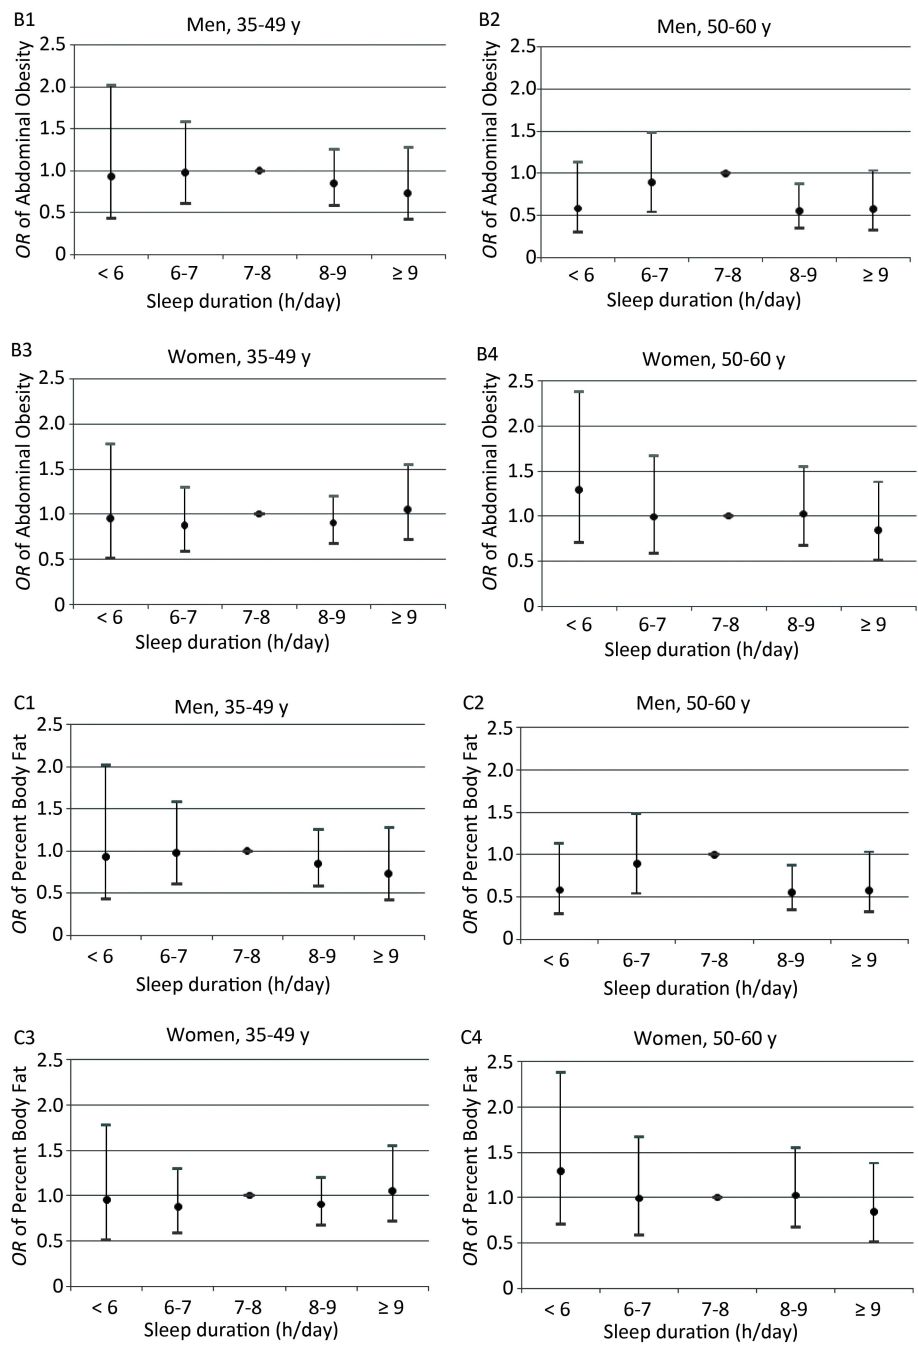 B1
Men, 35-49 y
OR of Abdominal Obesity
2.5
2.0
1.5
1.0
0.5
0
< 6 6-7 7-8 8-9 ≥ 9
Sleep duration (h/day)
B2
Men, 50-60 y
OR of Abdominal Obesity
2.5
2.0
1.5
1.0
0.5
0
< 6 6-7 7-8 8-9 ≥ 9
Sleep duration (h/day)
B3
Women, 35-49 y
OR of Abdominal Obesity
2.5
2.0
1.5
1.0
0.5
0
< 6 6-7 7-8 8-9 ≥ 9
Sleep duration (h/day)
B4
Women, 50-60 y
OR of Abdominal Obesity
2.5
2.0
1.5
1.0
0.5
0
< 6 6-7 7-8 8-9 ≥ 9
Sleep duration (h/day)
C1
Men, 35-49 y
OR of Percent Body Fat
2.5
2.0
1.5
1.0
0.5
0
< 6 6-7 7-8 8-9 ≥ 9
Sleep duration (h/day)
C2
Men, 50-60 y
OR of Percent Body Fat
2.5
2.0
1.5
1.0
0.5
0
< 6 6-7 7-8 8-9 ≥ 9
Sleep duration (h/day)
C3
Women, 35-49 y
OR of Percent Body Fat
2.5
2.0
1.5
1.0
0.5
0
< 6 6-7 7-8 8-9 ≥ 9
Sleep duration (h/day)
C4
Women, 50-60 y
OR of Percent Body Fat
2.5
2.0
1.5
1.0
0.5
0
< 6 6-7 7-8 8-9 ≥ 9
Sleep duration (h/day)